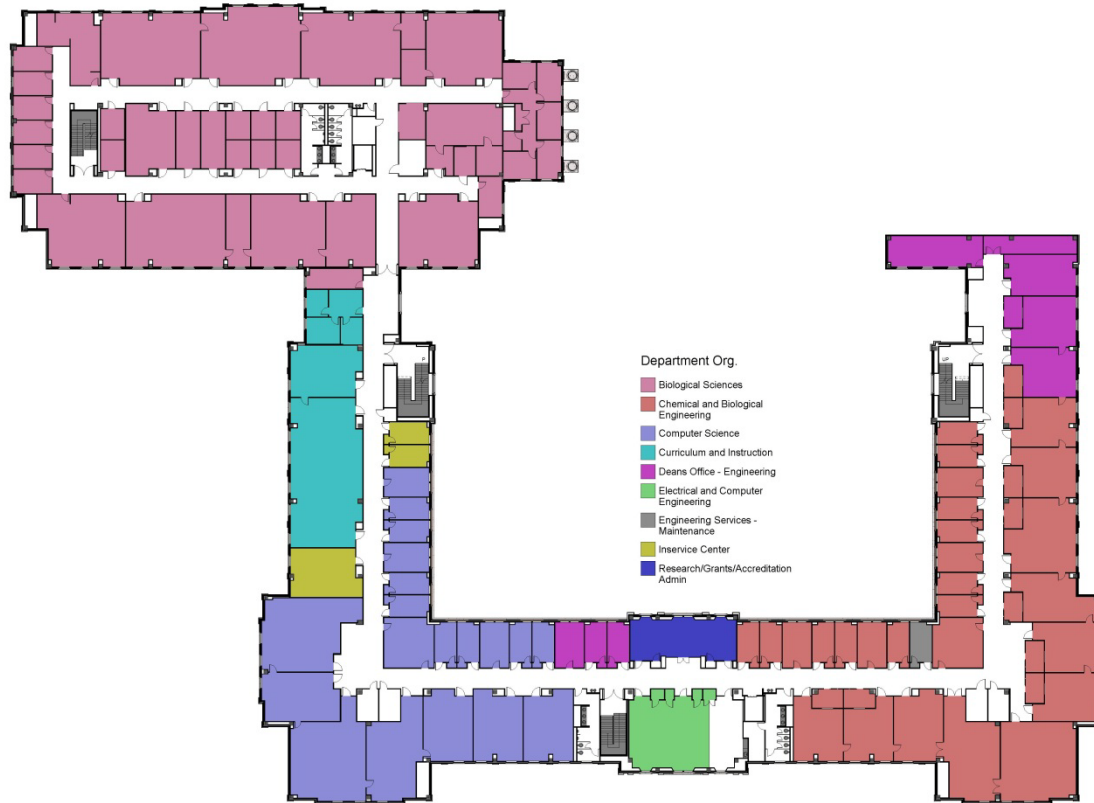 Department Org.
Biological Sciences
Chemical and Biological
Engineering
Computer Science
Curriculum and Instruction
Deans Office - Engineering
Electrical and Computer
Engineering
Engineering Services -
Maintenance
Inservice Center
Research/Grants/Accreditation
Admin